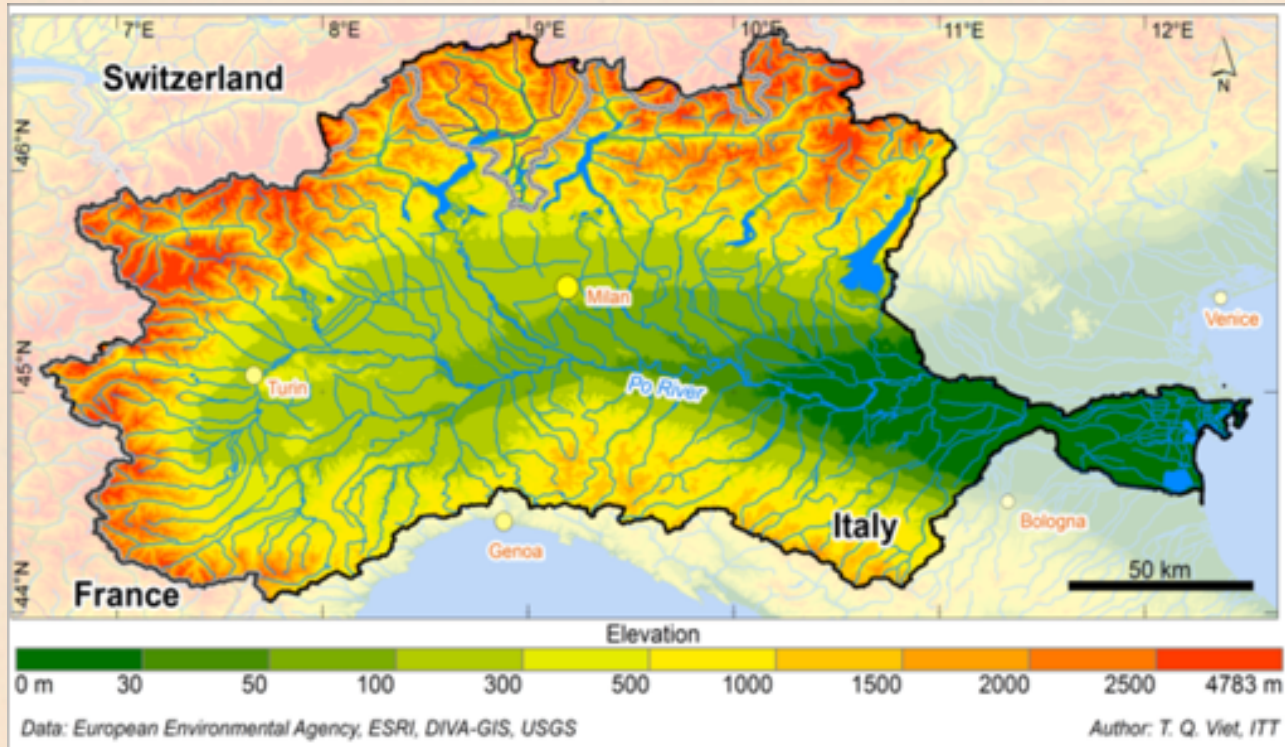 7°E 8°E 9°E 10°E 11°E 12°E
Switzerland
N
46°N
Milan
Venice
45°N
Turin
Po River
Italy
Bologna
Genoa
50 km
44°N
France
Elevation
0 m 30 50 100 300 500 1000 1500 2000 2500 4783 m
Data: European Environmental Agency, ESRI, DIVA-GIS, USGS
Author: T. Q. Viet, ITT